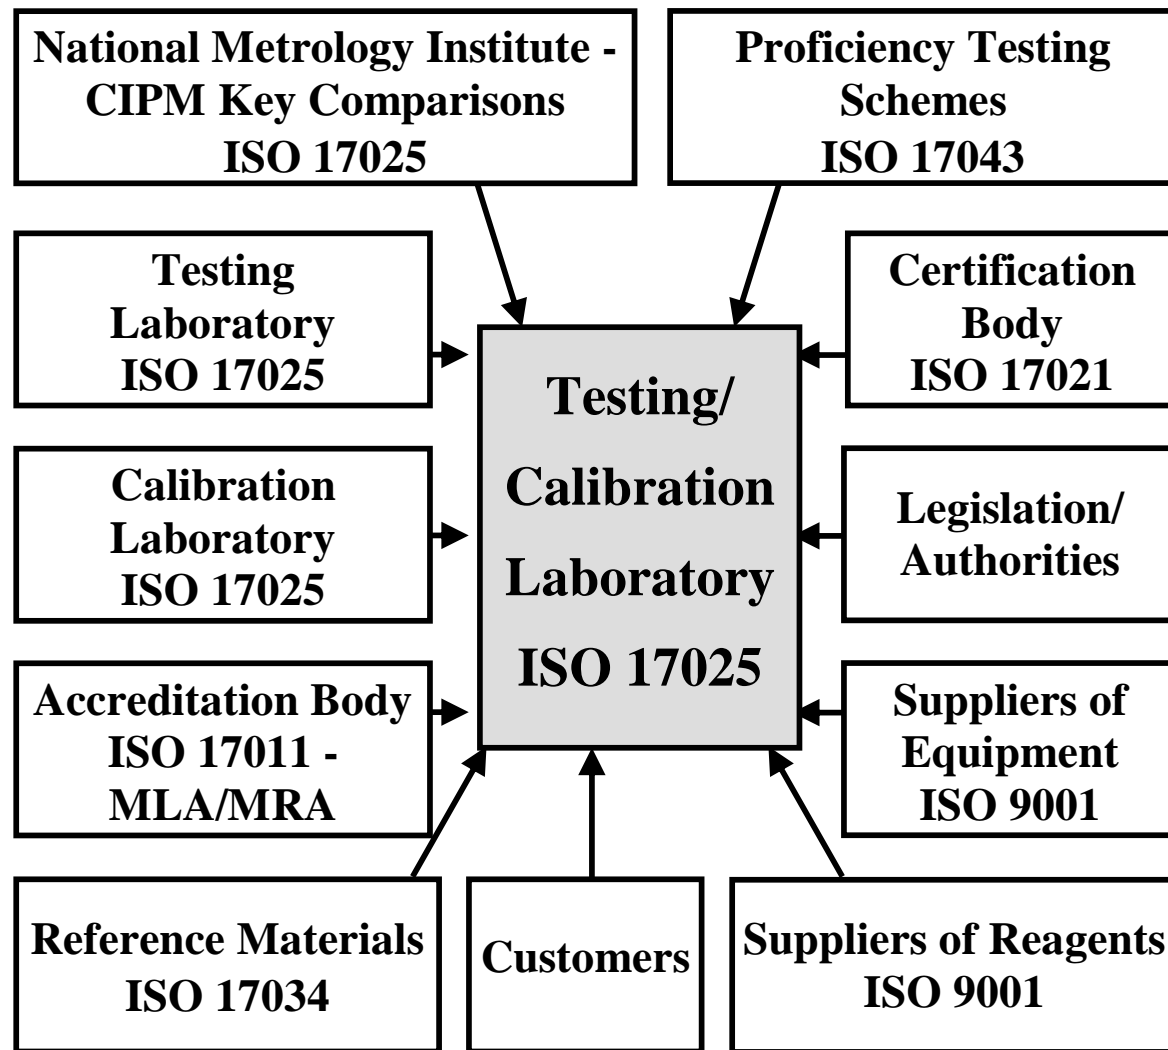 National Metrology Institute -
CIPM Key Comparisons
ISO 17025
Proficiency Testing
Schemes
ISO 17043
Testing
Laboratory
ISO 17025
Certification
Body
ISO 17021
Testing/
Calibration
Laboratory
ISO 17025
Calibration
Laboratory
ISO 17025
Legislation/
Authorities
Accreditation Body
ISO 17011 -
MLA/MRA
Suppliers of
Equipment
ISO 9001
Reference Materials
ISO 17034
Customers
Suppliers of Reagents
ISO 9001